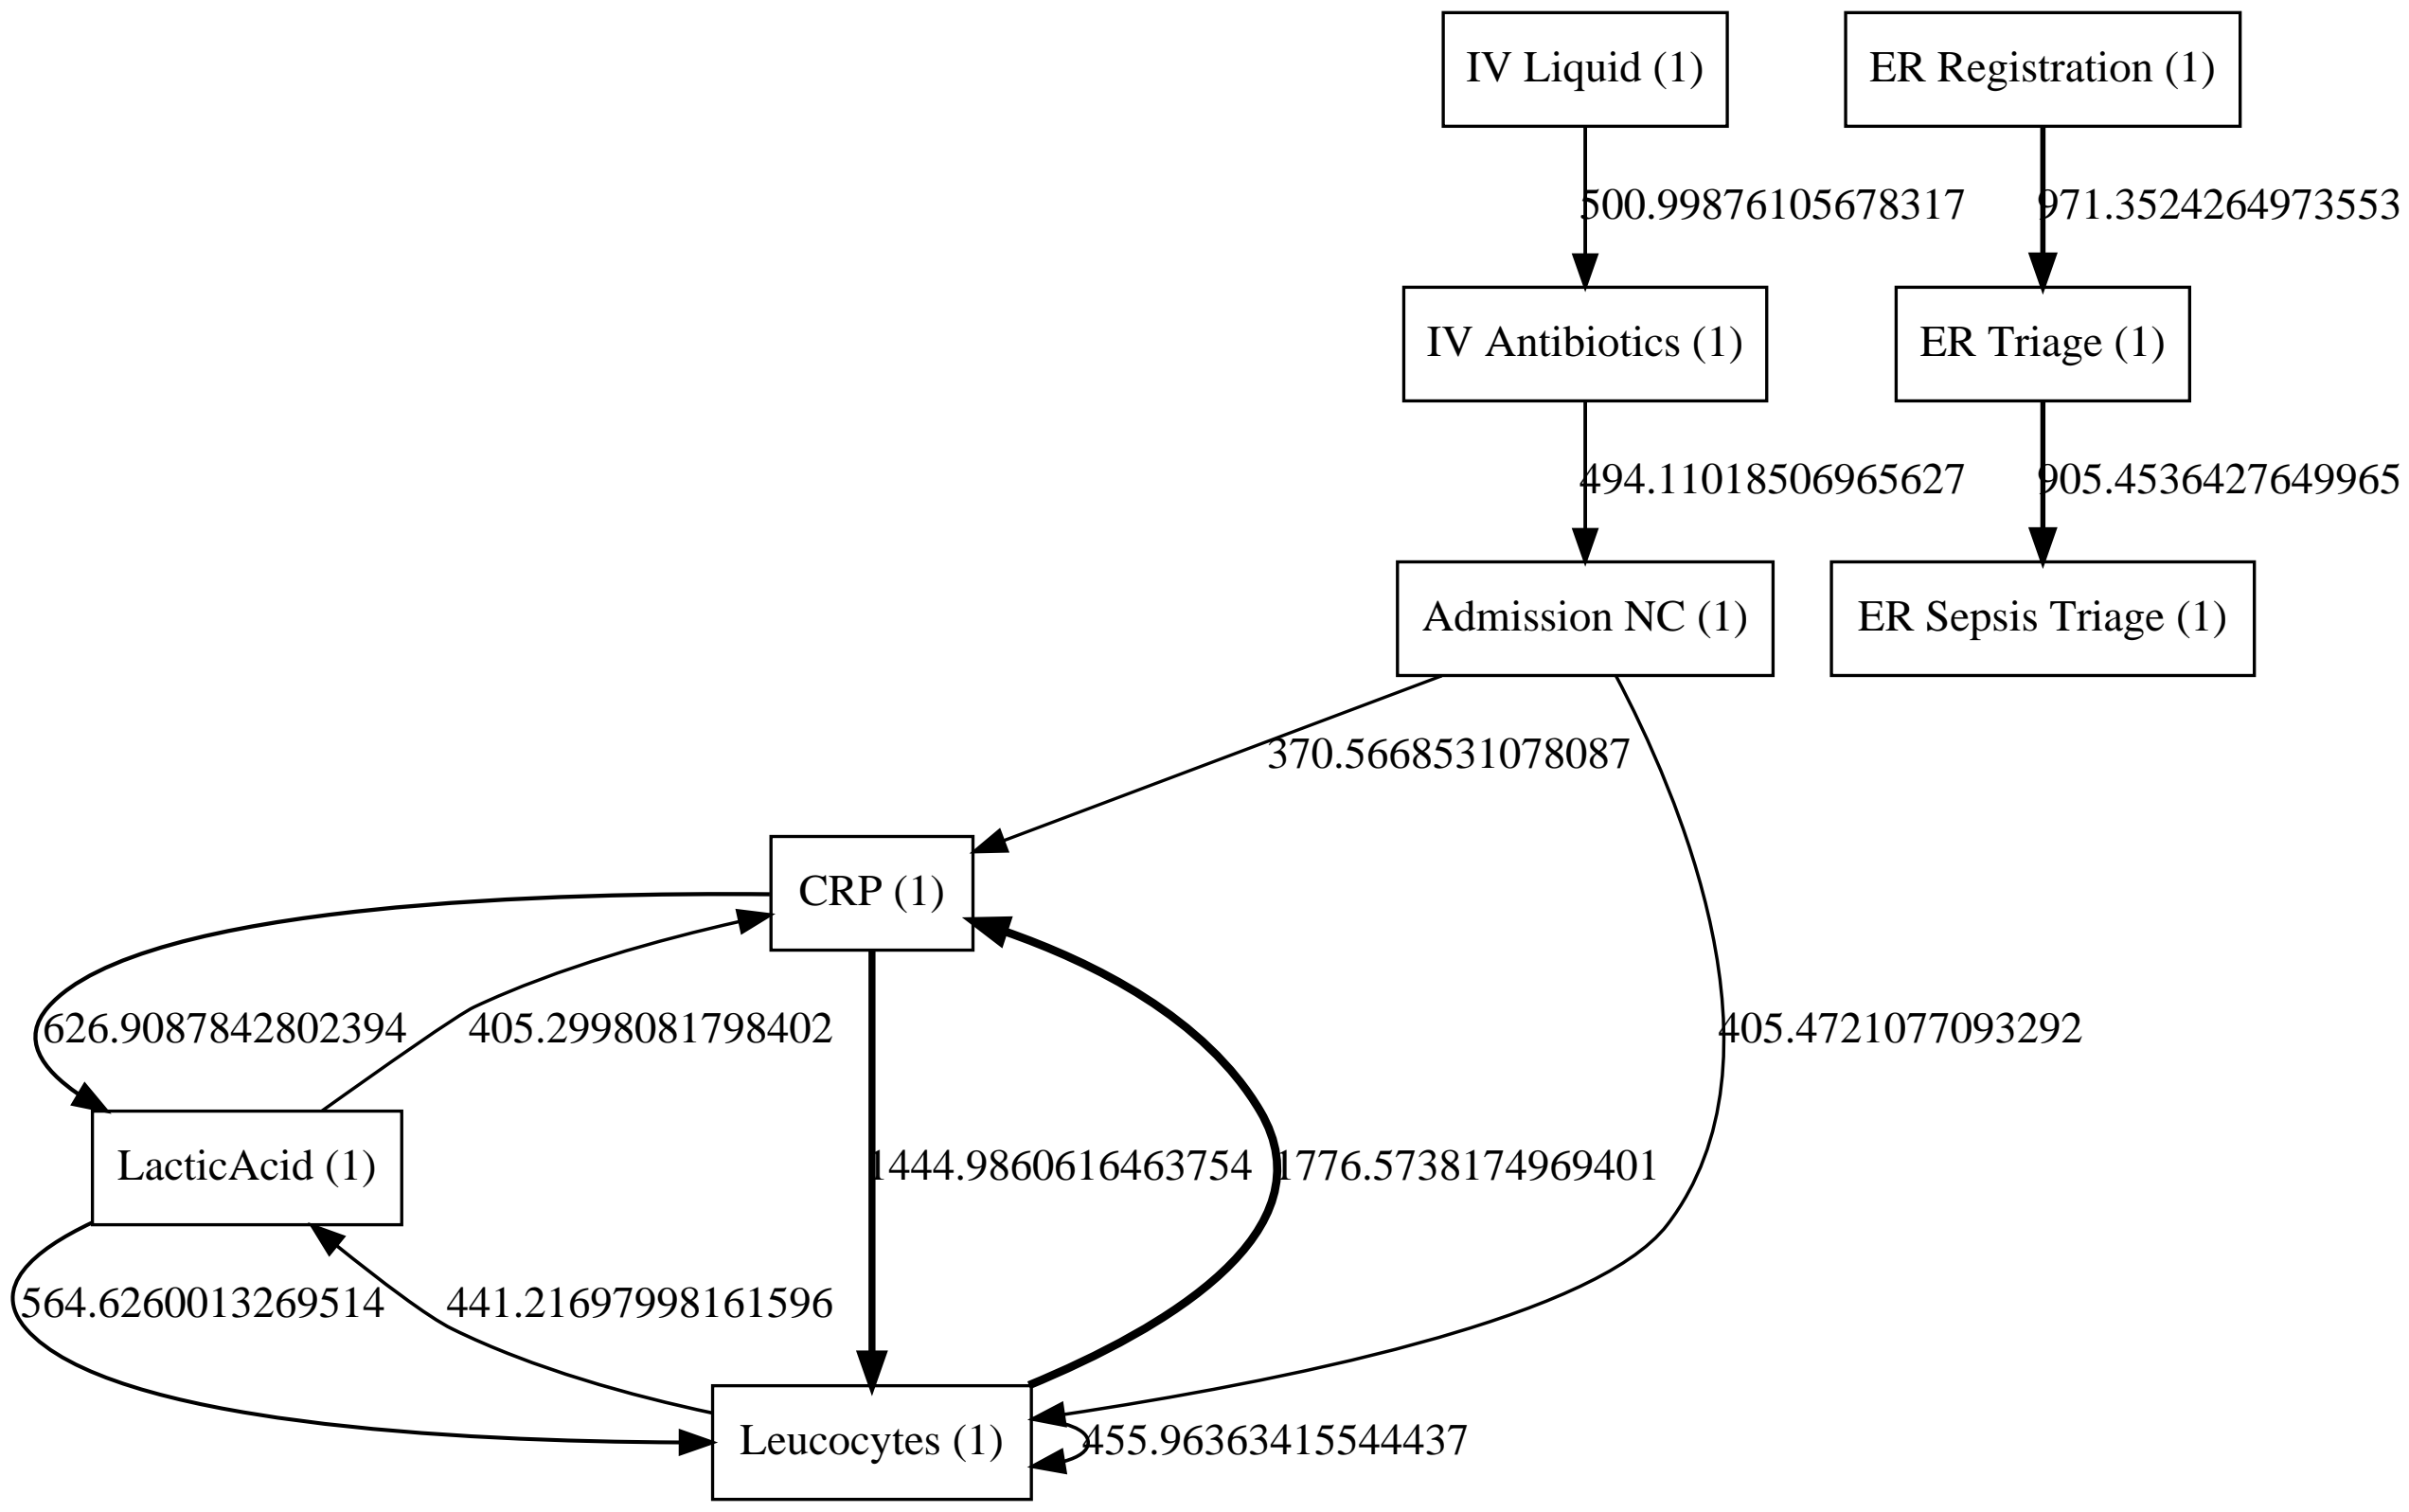 IV Liquid (1)
ER Registration (1)
500.99876105678317
971.3524264973553
IV Antibiotics (1)
ER Triage (1)
494.11018506965627
905.4536427649965
Admission NC (1)
ER Sepsis Triage (1)
370.5668531078087
CRP (1)
626.9087842802394
405.2998081798402
405.4721077093292
LacticAcid (1)
1444.9860616463754
1776.5738174969401
564.6260013269514
441.21697998161596
Leucocytes (1)
455.96363415544437